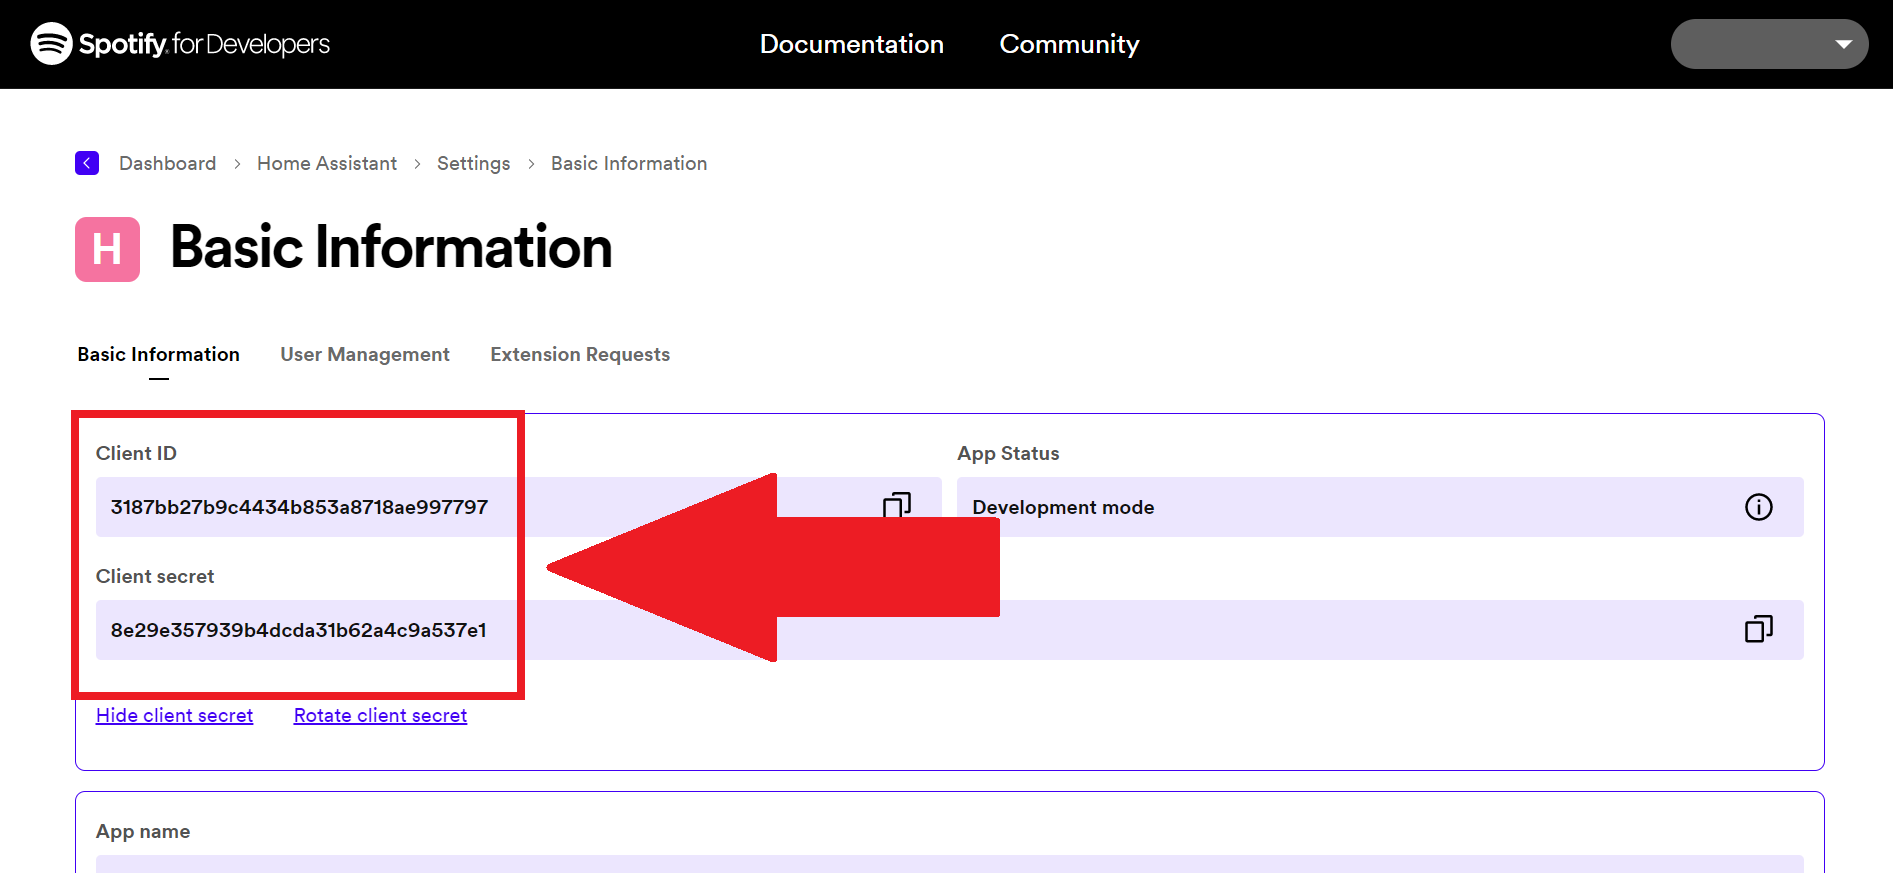 Spotify for Developers
Documentation
Community
Dashboard > Home Assistant > Settings > Basic Information
H
Basic Information
Basic Information
User Management
Extension Requests
Client ID
3187bb27b9c4434b853a8718ae997797
App Status
Development mode
Client secret
8e29e357939b4dcda31b62a4c9a537e1
Hide client secret
Rotate client secret
App name